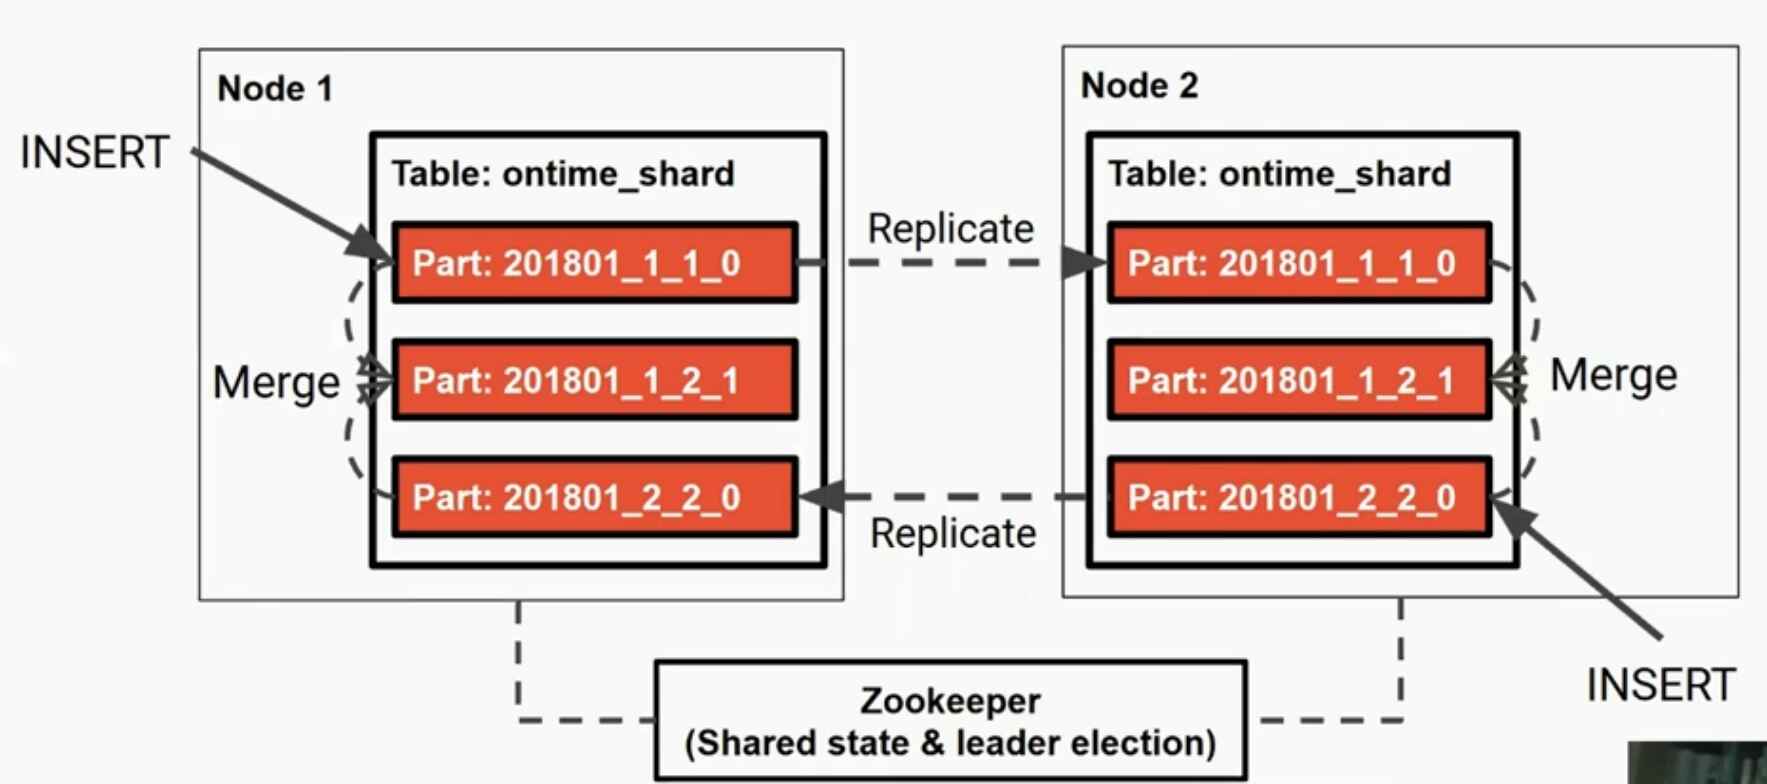 Node 1
INSERT
Table: ontime_shard
Part: 201801_1_1_0
Merge
Part: 201801_1_2_1
Part: 201801_2_2_0
Replicate
Replicate
Node 2
Table: ontime_shard
Part: 201801_1_1_0
Part: 201801_1_2_1
Merge
Part: 201801_2_2_0
INSERT
Zookeeper
(Shared state & leader election)